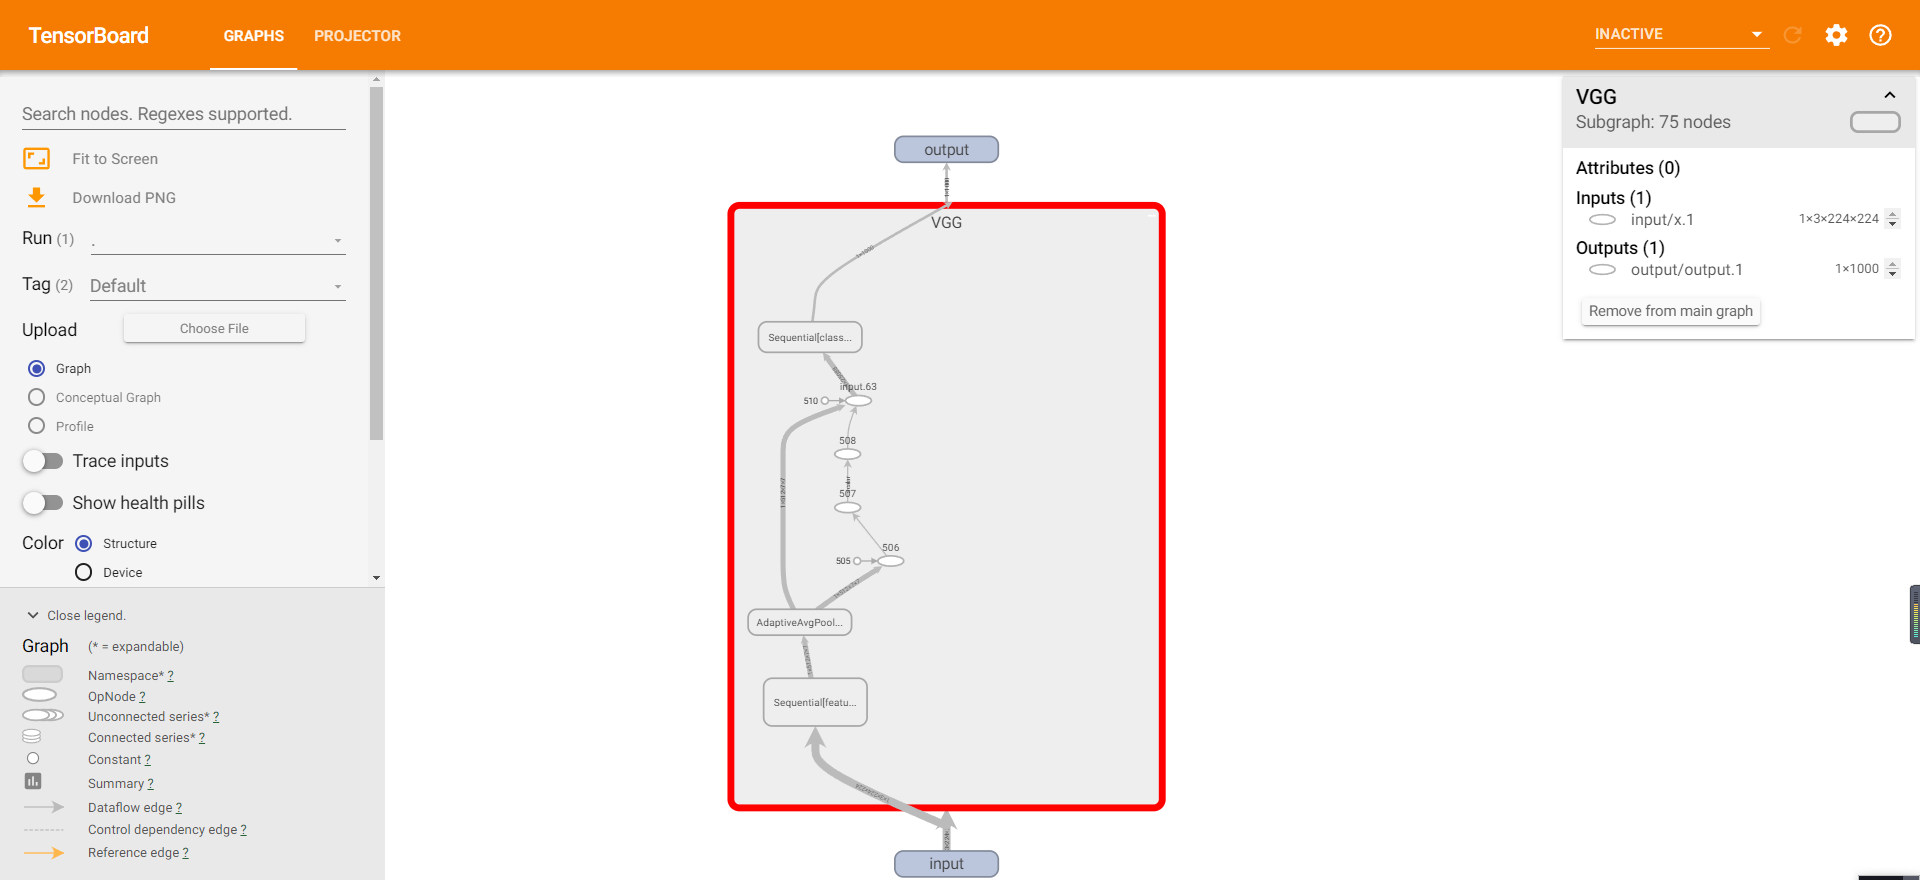 TensorBoard
GRAPHS
PROJECTOR
INACTIVE
Search nodes. Regexes supported.
Fit to Screen
Download PNG
Run (1) .
Tag (2) Default
Upload
Choose File
Graph
Conceptual Graph
Profile
Trace inputs
Show health pills
Color
Structure
Device
Close legend.
Graph (* = expandable)
Namespace* ?
OpNode ?
Unconnected series* ?
Connected series* ?
Constant ?
Summary ?
Dataflow edge ?
Control dependency edge ?
Reference edge ?
output
VGG
Sequential[class...
input.63
510
508
507
506
505
AdaptiveAvgPool...
Sequential[featu...
input
VGG
Subgraph: 75 nodes
Attributes (0)
Inputs (1)
input/x.1 1×3×224×224
Outputs (1)
output/output.1 1×1000
Remove from main graph